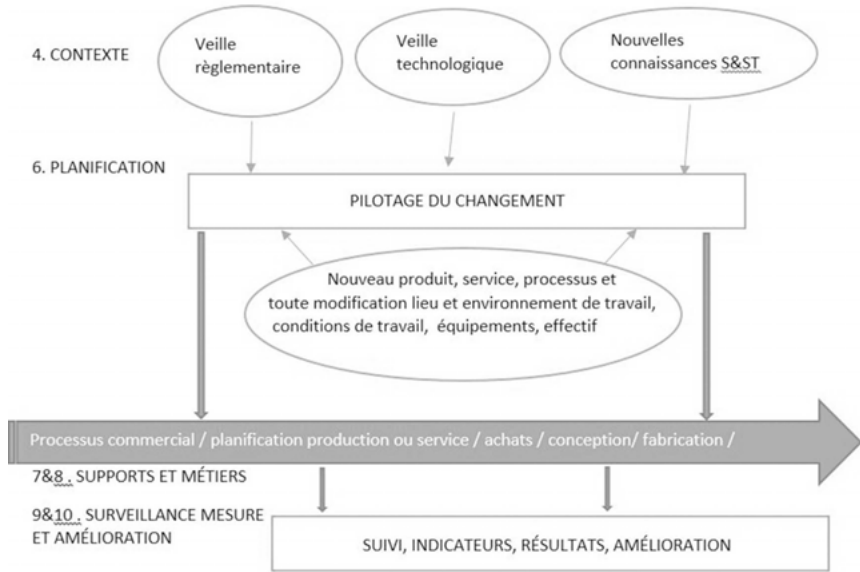 4. CONTEXTE
Veille
règlementaire
Veille
technologique
Nouvelles
connaissances S&ST
6. PLANIFICATION
PILOTAGE DU CHANGEMENT
Nouveau produit, service, processus et
toute modification lieu et environnement de travail,
conditions de travail, équipements, effectif
Processus commercial / planification production ou service / achats / conception/ fabrication /
7&8 . SUPPORTS ET MÉTIERS
9&10 . SURVEILLANCE MESURE
ET AMÉLIORATION
SUIVI, INDICATEURS, RÉSULTATS, AMÉLIORATION